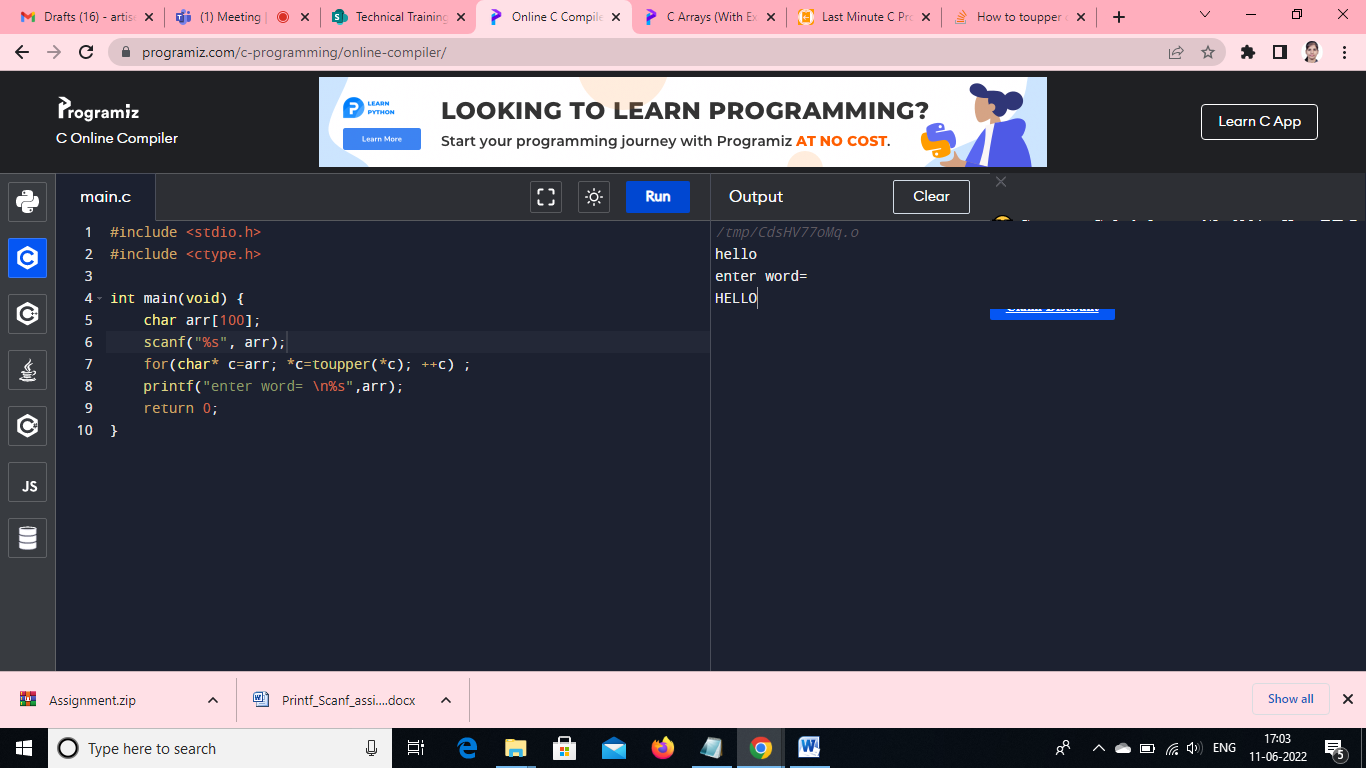 Drafts (16) - artis
(1) Meeting
Technical Training
Online C Compile
C Arrays (With Ex
Last Minute C Pro
How to toupper
programiz.com/c-programming/online-compiler/
Programiz
C Online Compiler
LEARN
PYTHON
Learn More
LOOKING TO LEARN PROGRAMMING?
Start your programming journey with Programiz AT NO COST.
Learn C App
main.c
Run
Output
Clear
1 #include <stdio.h>
2 #include <ctype.h>
3
4 int main(void) {
5 char arr[100];
6 scanf("%s", arr);
7 for(char* c=arr; *c=toupper(*c); ++c) ;
8 printf("enter word= \n%s",arr);
9 return 0;
10 }
/tmp/CdsHV77oMq.o
hello
enter word=
HELLO
JS
Assignment.zip
Printf_Scanf_assi....docx
Show all
Type here to search
ENG
17:03
11-06-2022
5